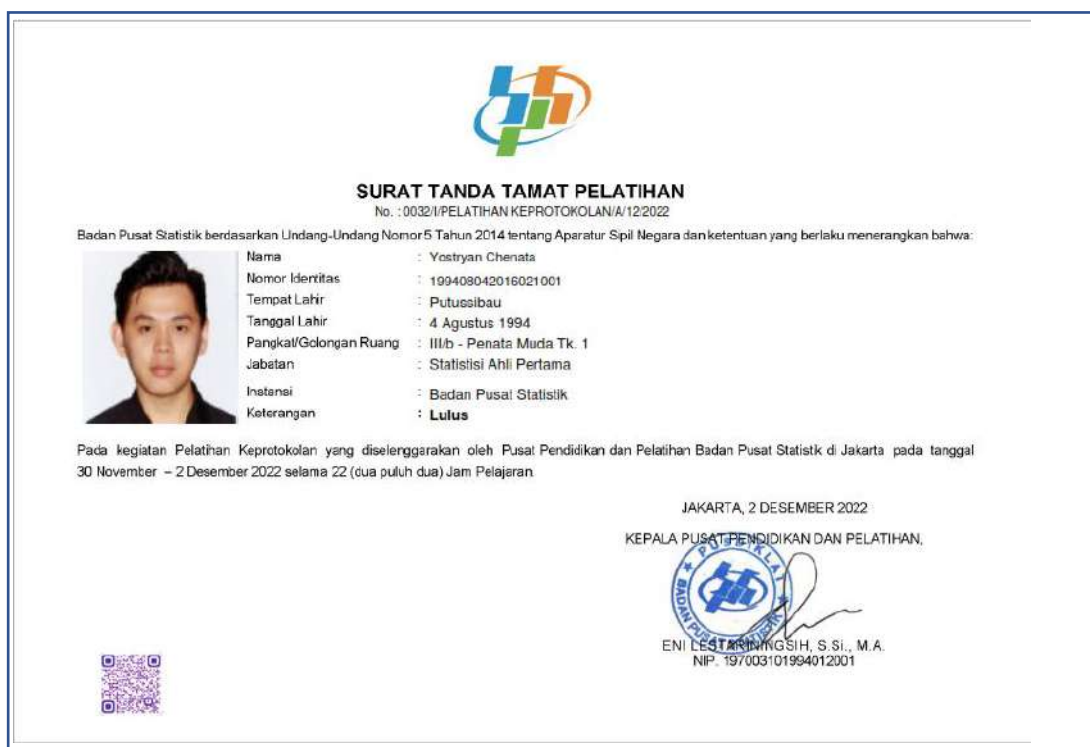 SURAT TANDA TAMAT PELATIHAN
No. : 0032/I/PELATIHAN KEPROTOKOLAN/A/12/2022
Badan Pusat Statistik berdasarkan Undang-Undang Nomor 5 Tahun 2014 tentang Aparatur Sipil Negara dan ketentuan yang berlaku menerangkan bahwa:
Nama : Yostryan Chenata
Nomor Identitas : 199408042016021001
Tempat Lahir : Putussibau
Tanggal Lahir : 4 Agustus 1994
Pangkat/Golongan Ruang : III/b - Penata Muda Tk. 1
Jabatan : Statistisi Ahli Pertama
Instansi : Badan Pusat Statistik
Keterangan : Lulus
Pada kegiatan Pelatihan Keprotokolan yang diselenggarakan oleh Pusat Pendidikan dan Pelatihan Badan Pusat Statistik di Jakarta pada tanggal
30 November – 2 Desember 2022 selama 22 (dua puluh dua) Jam Pelajaran.
JAKARTA, 2 DESEMBER 2022
KEPALA PUSAT PENDIDIKAN DAN PELATIHAN,
PUSDIKLAT
BADAN PUSAT STATISTIK
ENI LESTARININGSIH, S.Si., M.A.
NIP. 197003101994012001